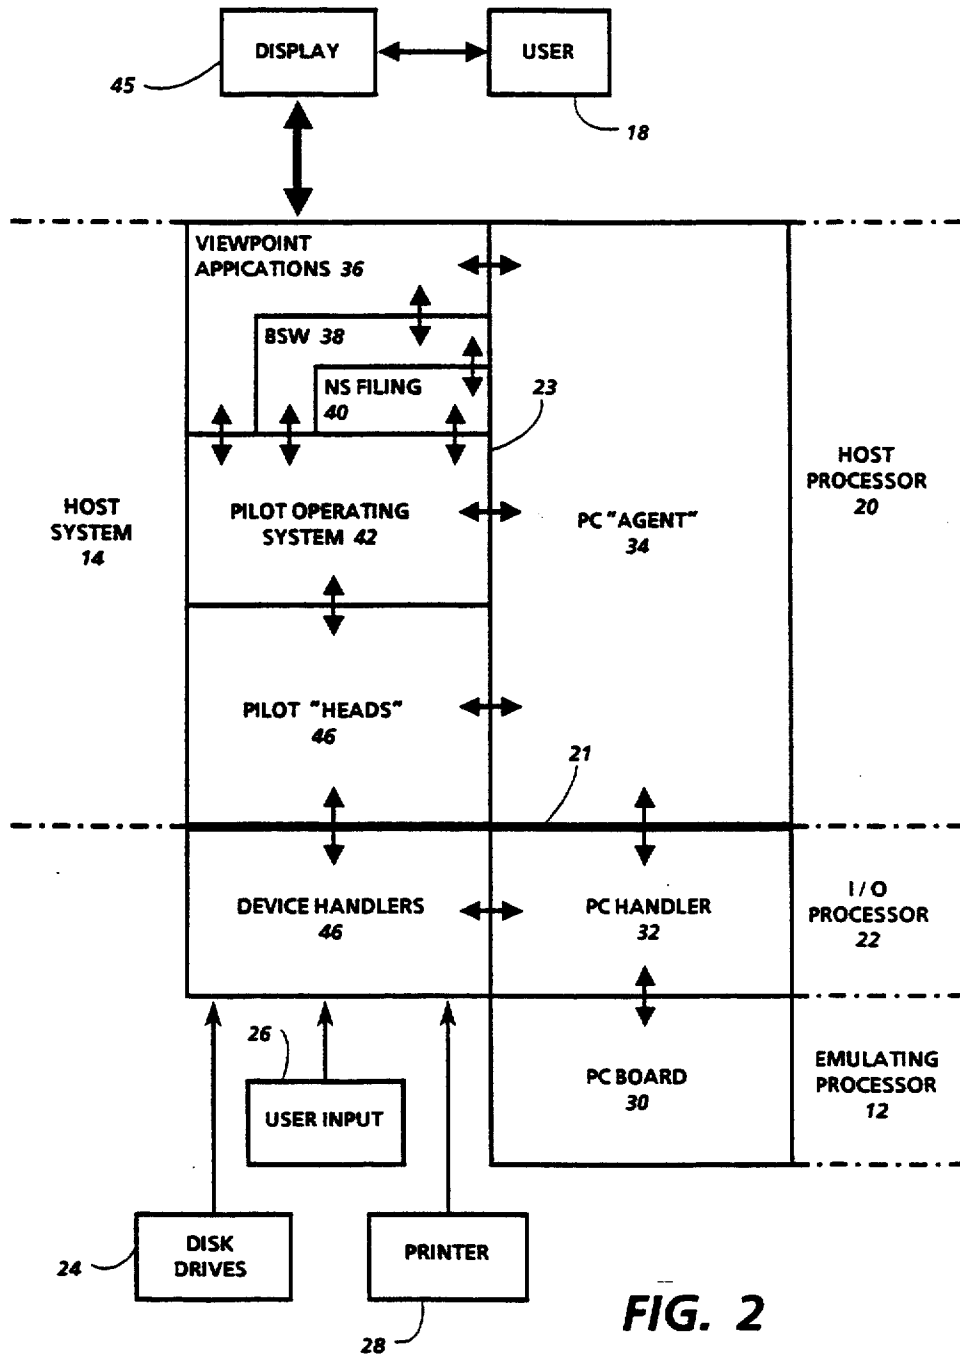 DISPLAY
USER
45
18
VIEWPOINT
APPICATIONS 36
BSW 38
NS FILING
40
23
HOST
PROCESSOR
20
HOST
SYSTEM
14
PILOT OPERATING
SYSTEM 42
PC "AGENT"
34
PILOT "HEADS"
46
21
DEVICE HANDLERS
46
PC HANDLER
32
I/O
PROCESSOR
22
26
USER INPUT
PC BOARD
30
EMULATING
PROCESSOR
12
24
DISK
DRIVES
PRINTER
28
FIG. 2